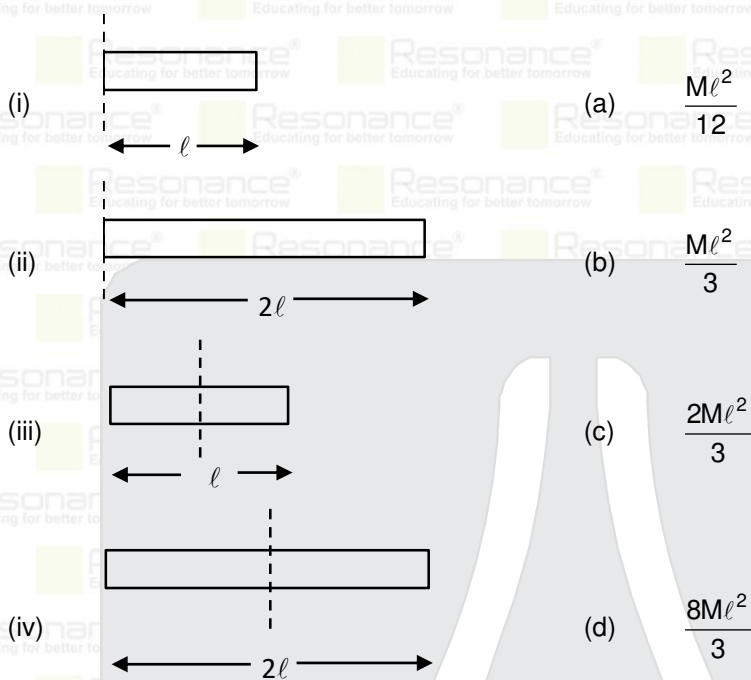 (i) ℓ (a) Mℓ²/12
(ii) 2ℓ (b) Mℓ²/3
(iii) ℓ (c) 2Mℓ²/3
(iv) 2ℓ (d) 8Mℓ²/3
Resonance®
Educating for better tomorrow